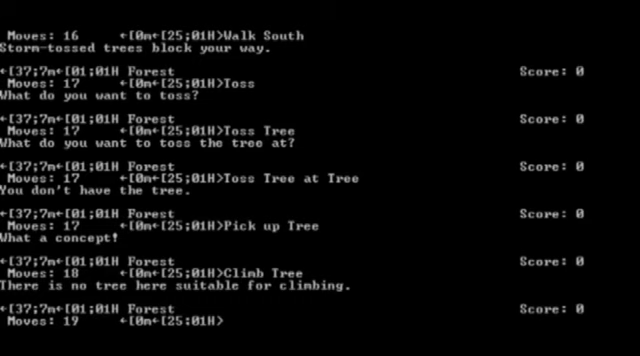 Moves: 16 ←[0m←[25;01H>Walk South
Storm-tossed trees block your way.
←[37;7m←[01;01H Forest Score: 0
Moves: 17 ←[0m←[25;01H>Toss
What do you want to toss?
←[37;7m←[01;01H Forest Score: 0
Moves: 17 ←[0m←[25;01H>Toss Tree
What do you want to toss the tree at?
←[37;7m←[01;01H Forest Score: 0
Moves: 17 ←[0m←[25;01H>Toss Tree at Tree
You don't have the tree.
←[37;7m←[01;01H Forest Score: 0
Moves: 17 ←[0m←[25;01H>Pick up Tree
What a concept!
←[37;7m←[01;01H Forest Score: 0
Moves: 18 ←[0m←[25;01H>Climb Tree
There is no tree here suitable for climbing.
←[37;7m←[01;01H Forest Score: 0
Moves: 19 ←[0m←[25;01H>